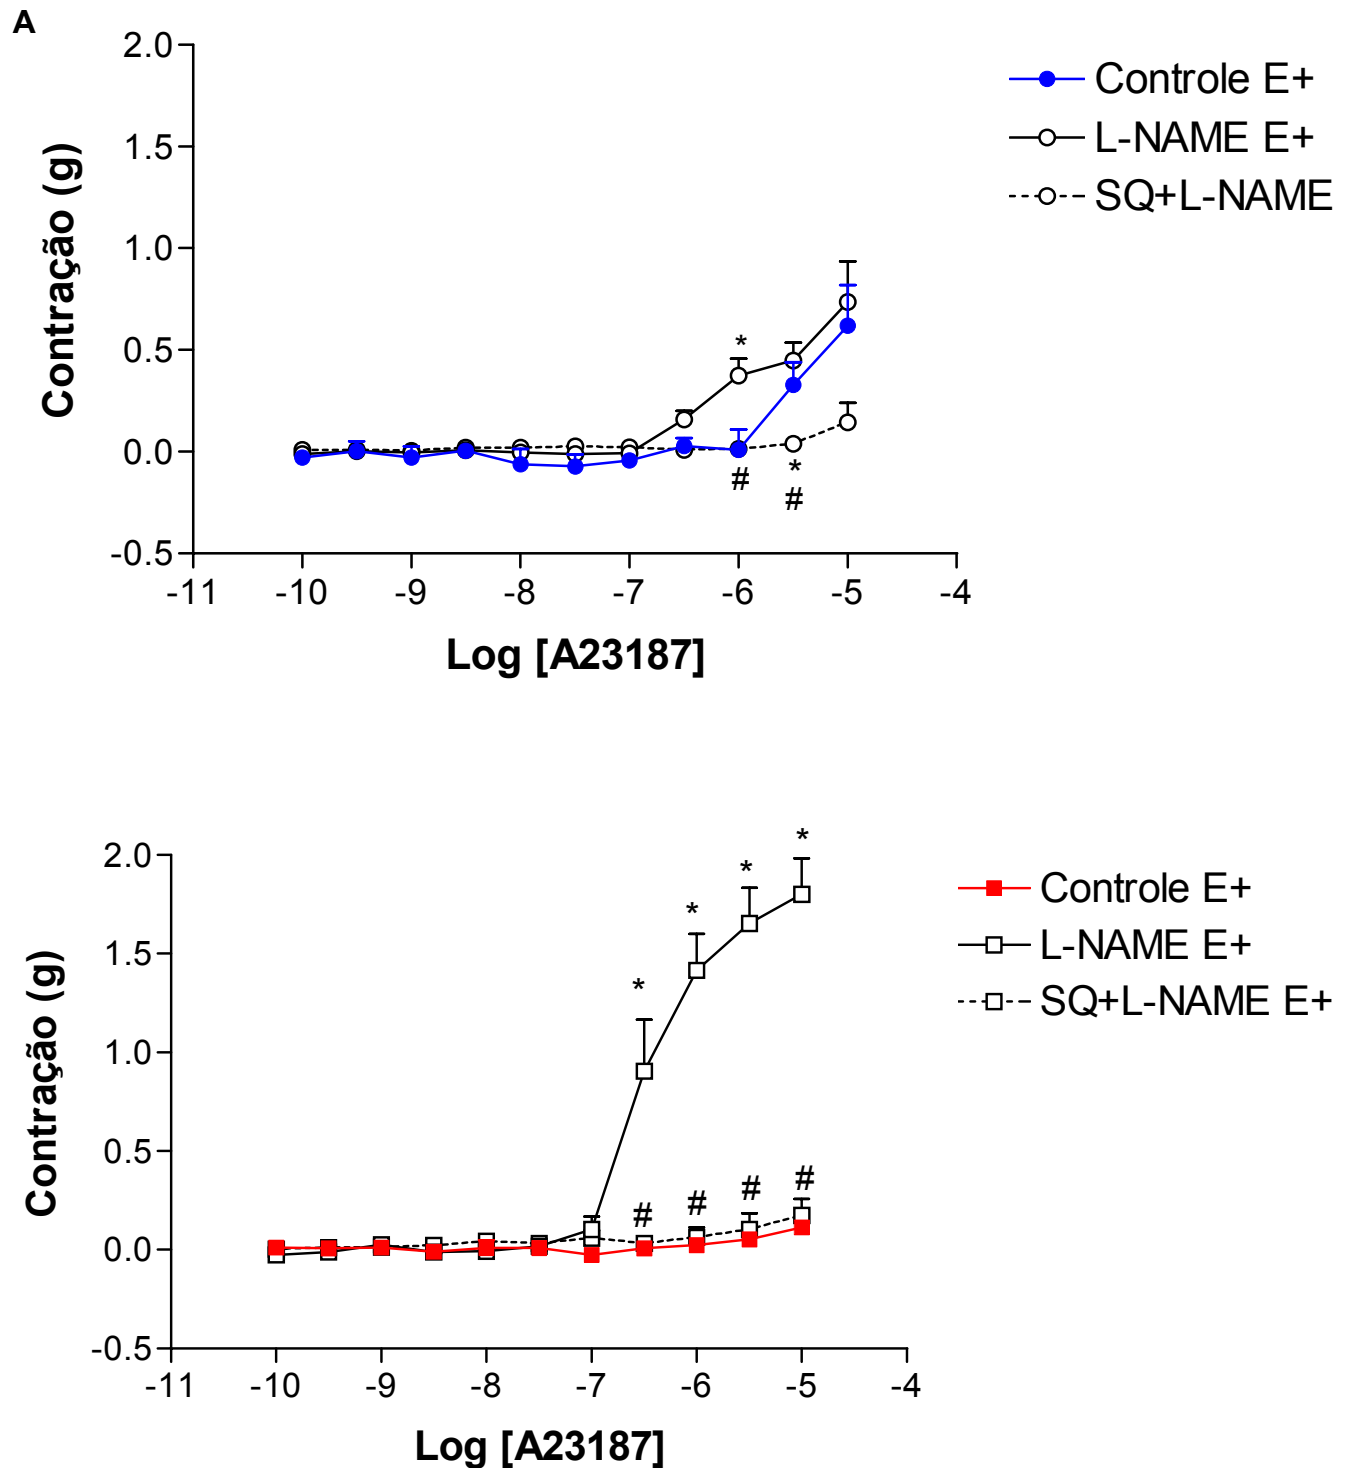 A
2.0
1.5
1.0
0.5
0.0
-0.5
Contração (g)
*
*
#
#
-11 -10 -9 -8 -7 -6 -5 -4
Log [A23187]
Controle E+
L-NAME E+
SQ+L-NAME
2.0
1.5
1.0
0.5
0.0
-0.5
Contração (g)
*
*
*
*
# # # #
-11 -10 -9 -8 -7 -6 -5 -4
Log [A23187]
Controle E+
L-NAME E+
SQ+L-NAME E+